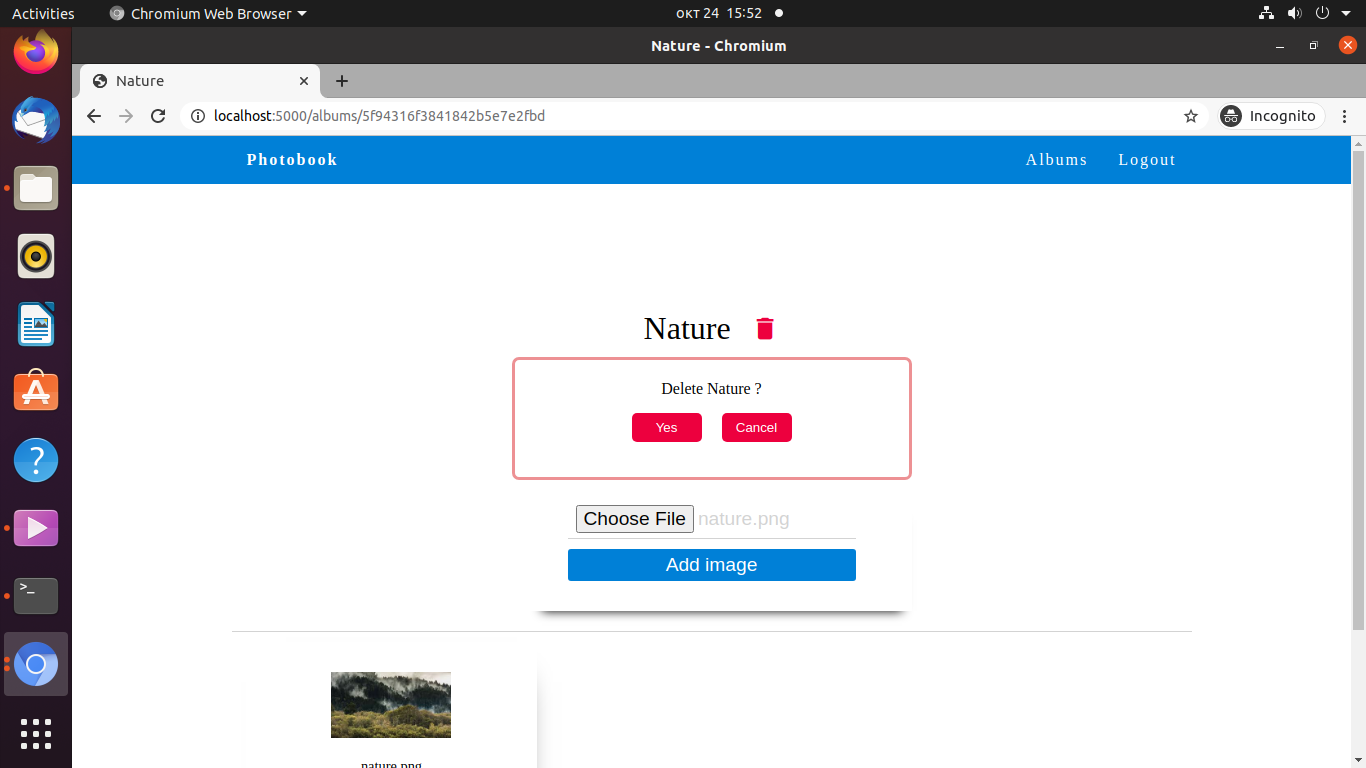 Activities
Chromium Web Browser
окт 24 15:52
Nature - Chromium
Nature
localhost:5000/albums/5f94316f3841842b5e7e2fbd
Incognito
Photobook
Albums
Logout
Nature
Delete Nature ?
Yes
Cancel
Choose File nature.png
Add image
nature.png